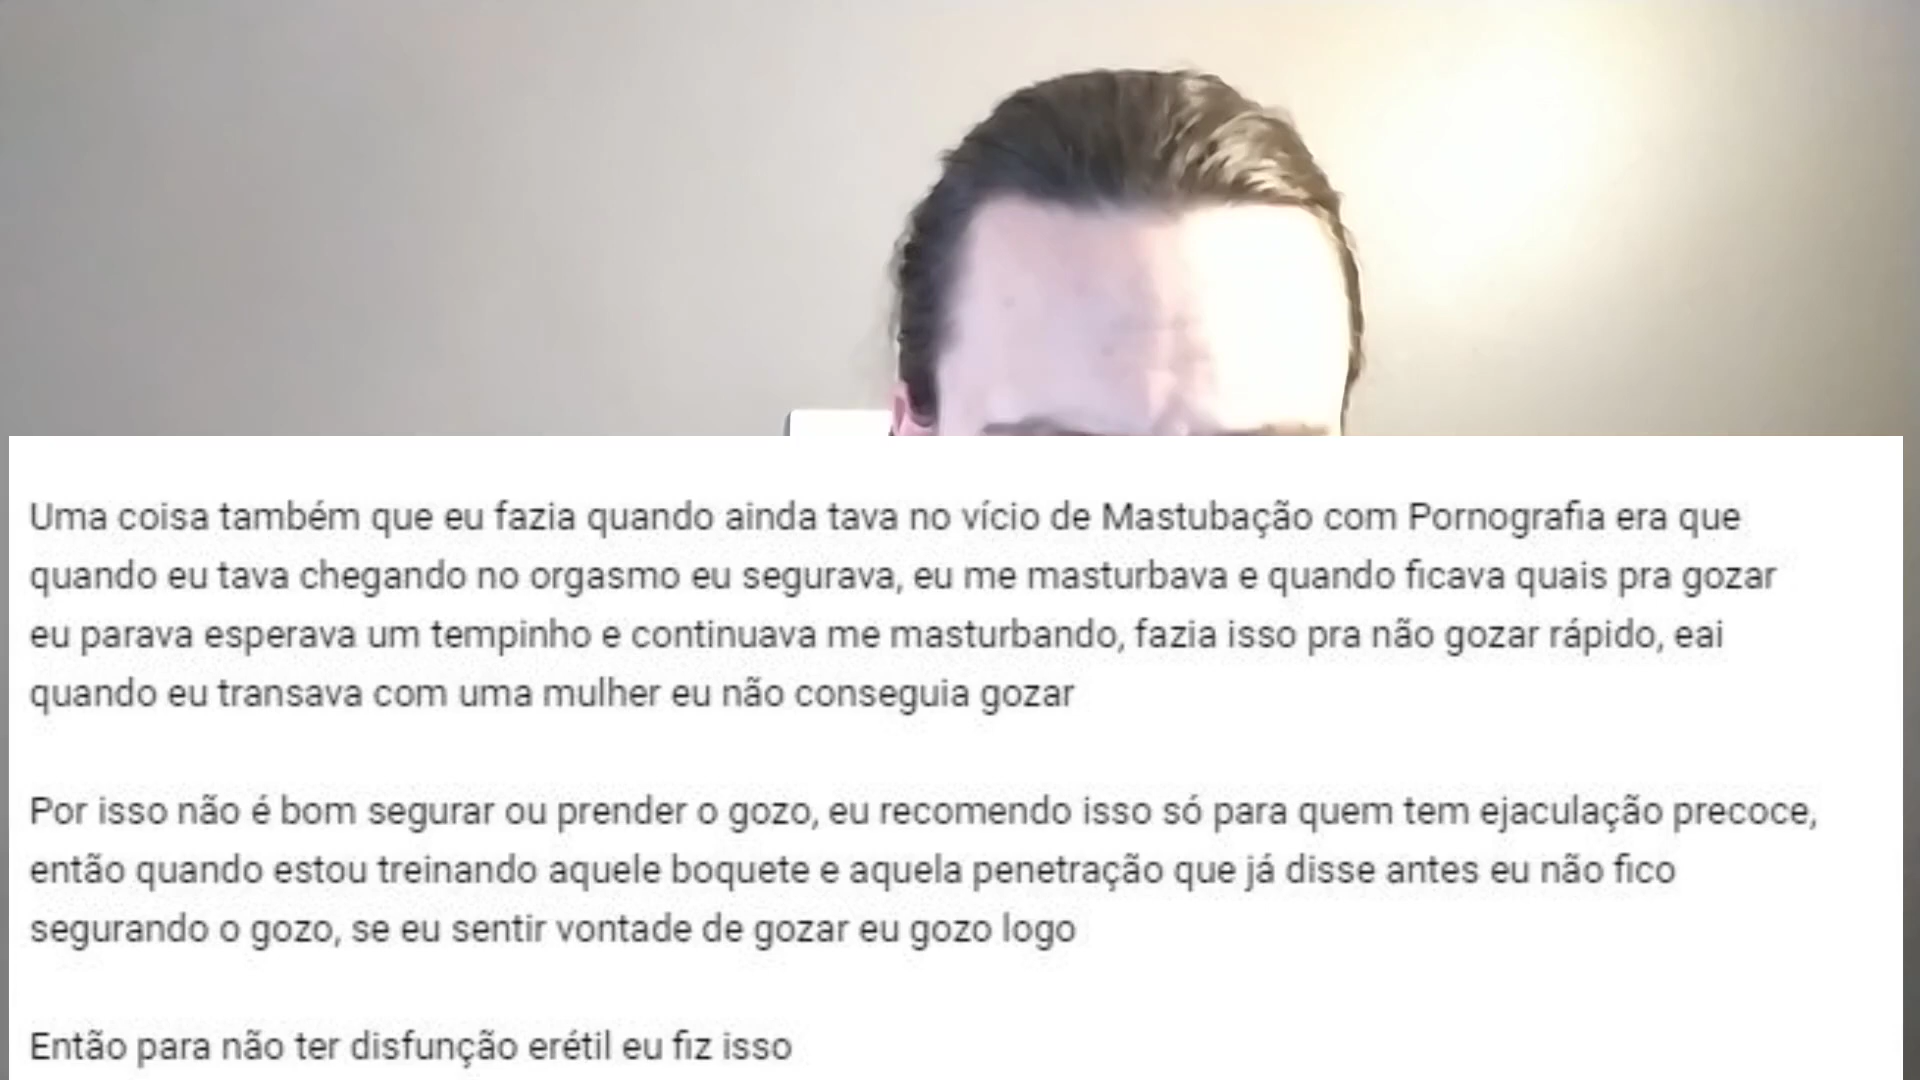 Uma coisa também que eu fazia quando ainda tava no vício de Mastubação com Pornografia era que
quando eu tava chegando no orgasmo eu segurava, eu me masturbava e quando ficava quais pra gozar
eu parava esperava um tempinho e continuava me masturbando, fazia isso pra não gozar rápido, eai
quando eu transava com uma mulher eu não conseguia gozar
Por isso não é bom segurar ou prender o gozo, eu recomendo isso só para quem tem ejaculação precoce,
então quando estou treinando aquele boquete e aquela penetração que já disse antes eu não fico
segurando o gozo, se eu sentir vontade de gozar eu gozo logo
Então para não ter disfunção erétil eu fiz isso